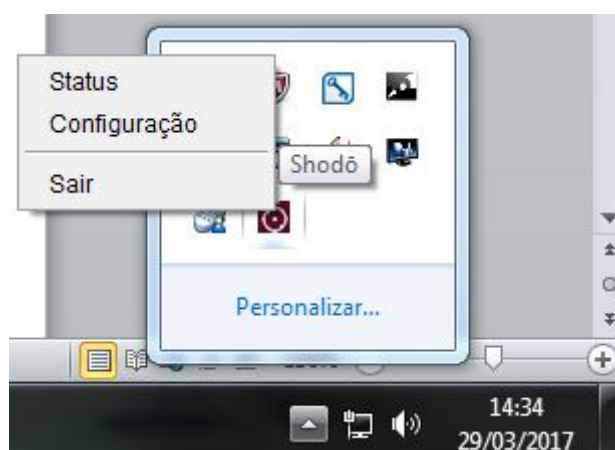 Status
Configuração
Sair
Shodō
Personalizar...
14:34
29/03/2017